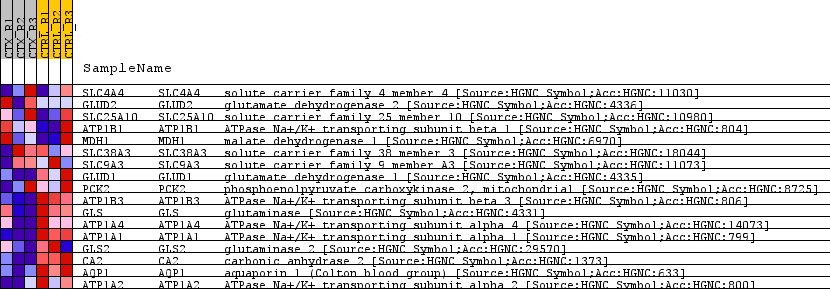 CTX_R1
CTX_R2
CTX_R3
CTRL_R1
CTRL_R2
CTRL_R3
SampleName
SLC4A4 SLC4A4 solute carrier family 4 member 4 [Source:HGNC Symbol;Acc:HGNC:11030]
GLUD2 GLUD2 glutamate dehydrogenase 2 [Source:HGNC Symbol;Acc:HGNC:4336]
SLC25A10 SLC25A10 solute carrier family 25 member 10 [Source:HGNC Symbol;Acc:HGNC:10980]
ATP1B1 ATP1B1 ATPase Na+/K+ transporting subunit beta 1 [Source:HGNC Symbol;Acc:HGNC:804]
MDH1 MDH1 malate dehydrogenase 1 [Source:HGNC Symbol;Acc:HGNC:6970]
SLC38A3 SLC38A3 solute carrier family 38 member 3 [Source:HGNC Symbol;Acc:HGNC:18044]
SLC9A3 SLC9A3 solute carrier family 9 member A3 [Source:HGNC Symbol;Acc:HGNC:11073]
GLUD1 GLUD1 glutamate dehydrogenase 1 [Source:HGNC Symbol;Acc:HGNC:4335]
PCK2 PCK2 phosphoenolpyruvate carboxykinase 2, mitochondrial [Source:HGNC Symbol;Acc:HGNC:8725]
ATP1B3 ATP1B3 ATPase Na+/K+ transporting subunit beta 3 [Source:HGNC Symbol;Acc:HGNC:806]
GLS GLS glutaminase [Source:HGNC Symbol;Acc:HGNC:4331]
ATP1A4 ATP1A4 ATPase Na+/K+ transporting subunit alpha 4 [Source:HGNC Symbol;Acc:HGNC:14073]
ATP1A1 ATP1A1 ATPase Na+/K+ transporting subunit alpha 1 [Source:HGNC Symbol;Acc:HGNC:799]
GLS2 GLS2 glutaminase 2 [Source:HGNC Symbol;Acc:HGNC:29570]
CA2 CA2 carbonic anhydrase 2 [Source:HGNC Symbol;Acc:HGNC:1373]
AQP1 AQP1 aquaporin 1 (Colton blood group) [Source:HGNC Symbol;Acc:HGNC:633]
ATP1A2 ATP1A2 ATPase Na+/K+ transporting subunit alpha 2 [Source:HGNC Symbol;Acc:HGNC:800]